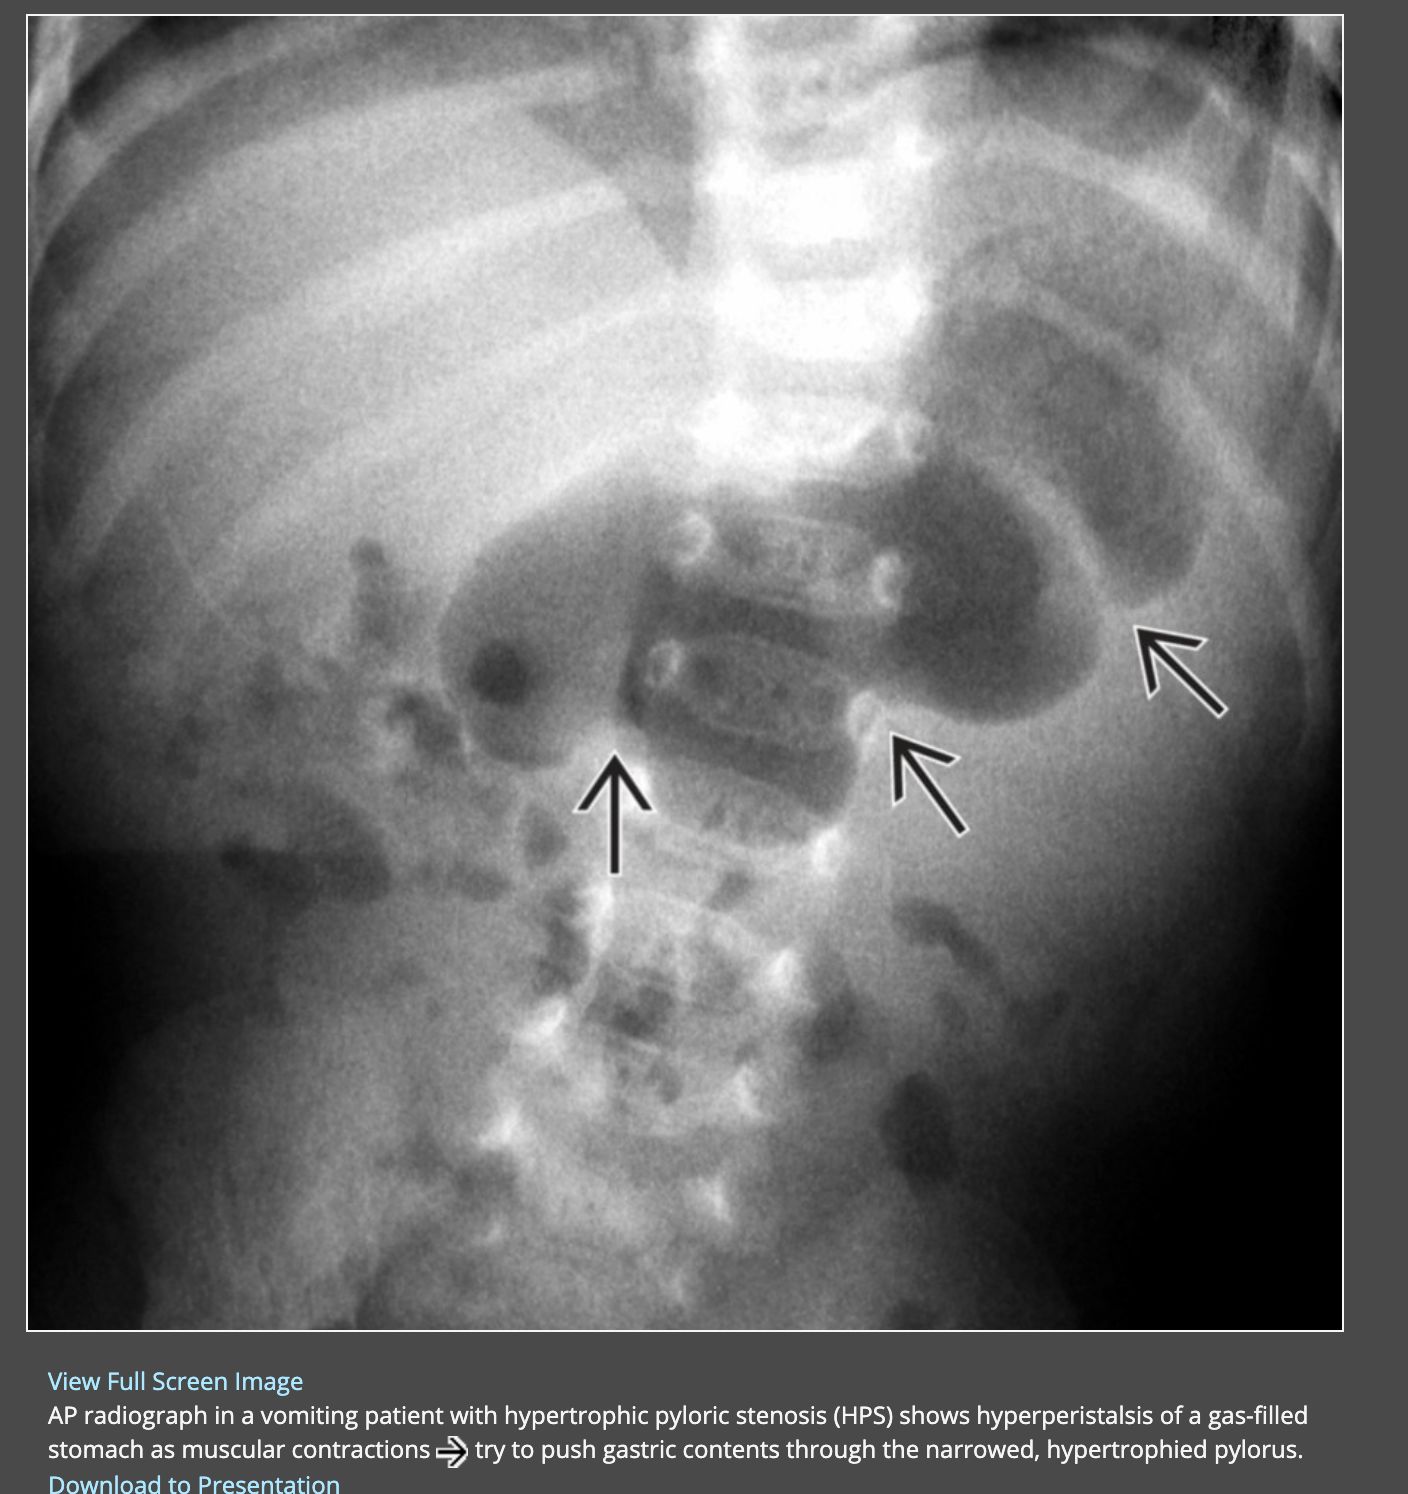 View Full Screen Image
AP radiograph in a vomiting patient with hypertrophic pyloric stenosis (HPS) shows hyperperistalsis of a gas-filled
stomach as muscular contractions try to push gastric contents through the narrowed, hypertrophied pylorus.
Download to Presentation